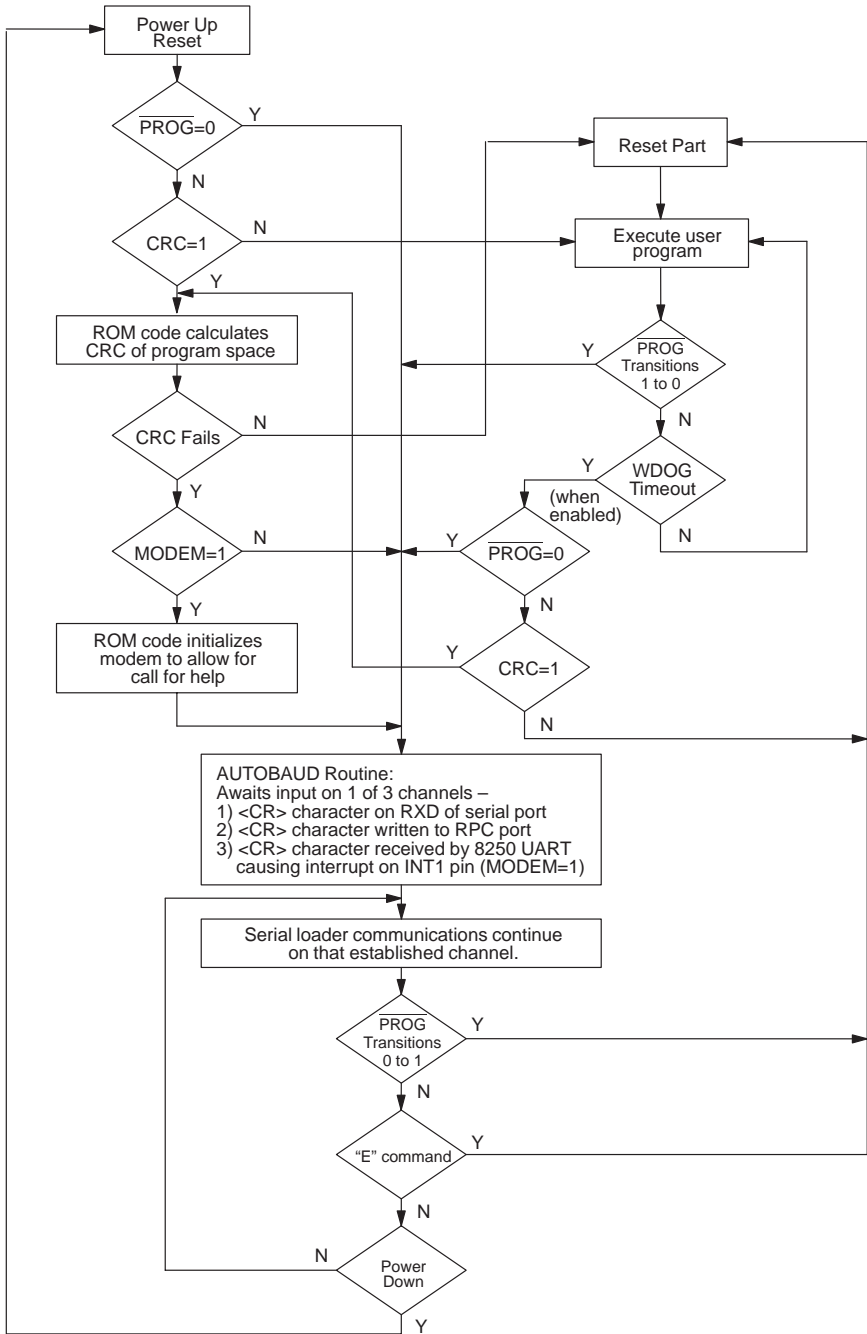 Power Up
Reset
Y
PROG=0
Reset Part
N
CRC=1
N
Execute user
program
Y
ROM code calculates
CRC of program space
Y
PROG
Transitions
1 to 0
N
CRC Fails
N
Y
WDOG
Timeout
Y
(when
enabled)
MODEM=1
N
Y
PROG=0
N
Y
N
ROM code initializes
modem to allow for
call for help
Y
CRC=1
N
AUTOBAUD Routine:
Awaits input on 1 of 3 channels –
1) <CR> character on RXD of serial port
2) <CR> character written to RPC port
3) <CR> character received by 8250 UART
causing interrupt on INT1 pin (MODEM=1)
Serial loader communications continue
on that established channel.
PROG
Transitions
0 to 1
Y
N
“E” command
Y
N
N
Power
Down
Y